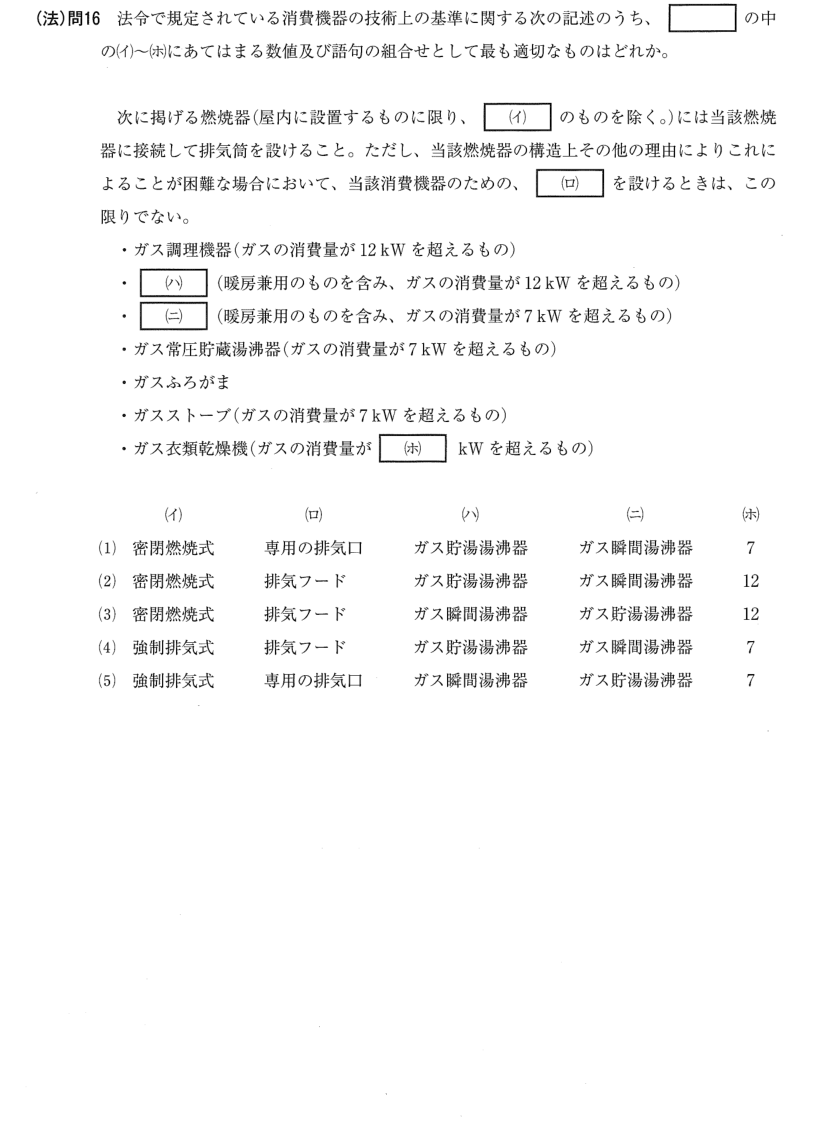 (法)問16 法令で規定されている消費機器の技術上の基準に関する次の記述のうち、 の中
の㈑~㈭にあてはまる数値及び語句の組合せとして最も適切なものはどれか。
次に掲げる燃焼器(屋内に設置するものに限り、 (イ) のものを除く。)には当該燃焼
器に接続して排気筒を設けること。ただし、当該燃焼器の構造上その他の理由によりこれに
よることが困難な場合において、当該消費機器のための、 (ロ) を設けるときは、この
限りでない。
・ガス調理機器(ガスの消費量が 12 kW を超えるもの)
・ (ハ) (暖房兼用のものを含み、ガスの消費量が 12 kW を超えるもの)
・ (ニ) (暖房兼用のものを含み、ガスの消費量が 7 kW を超えるもの)
・ガス常圧貯蔵湯沸器(ガスの消費量が 7 kW を超えるもの)
・ガスふろがま
・ガスストーブ(ガスの消費量が 7 kW を超えるもの)
・ガス衣類乾燥機(ガスの消費量が (ホ) kW を超えるもの)
(イ) (ロ) (ハ) (ニ) (ホ)
(1) 密閉燃焼式 専用の排気口 ガス貯湯湯沸器 ガス瞬間湯沸器 7
(2) 密閉燃焼式 排気フード ガス貯湯湯沸器 ガス瞬間湯沸器 12
(3) 密閉燃焼式 排気フード ガス瞬間湯沸器 ガス貯湯湯沸器 12
(4) 強制排気式 排気フード ガス貯湯湯沸器 ガス瞬間湯沸器 7
(5) 強制排気式 専用の排気口 ガス瞬間湯沸器 ガス貯湯湯沸器 7